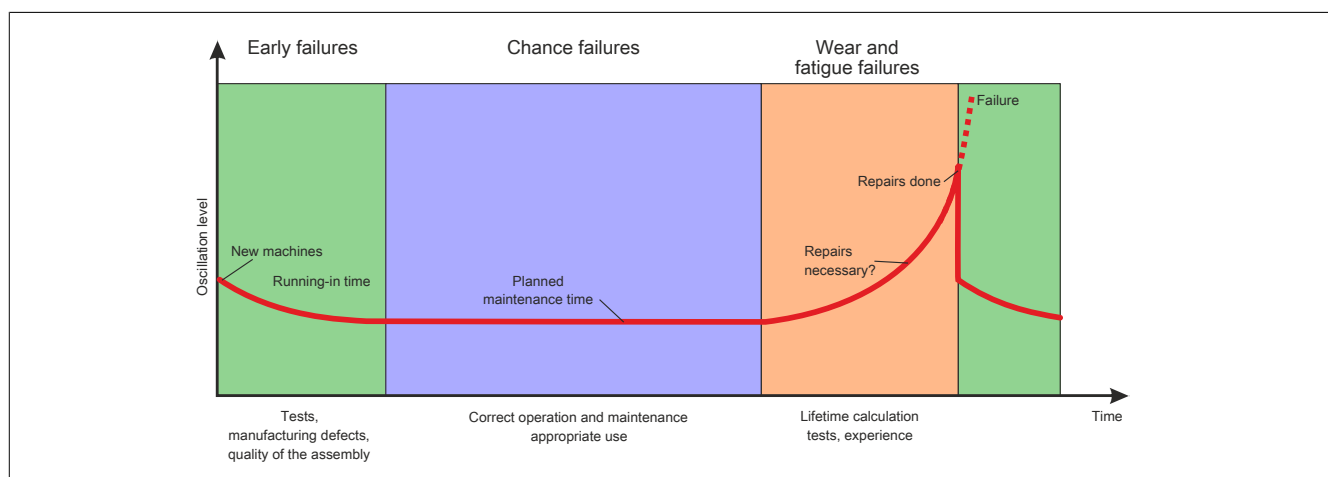 Early failures
Chance failures
Wear and
fatigue failures
Failure
Repairs done
Oscillation level
New machines
Running-in time
Planned
maintenance time
Repairs
necessary?
Tests,
manufacturing defects,
quality of the assembly
Correct operation and maintenance
appropriate use
Lifetime calculation
tests, experience
Time